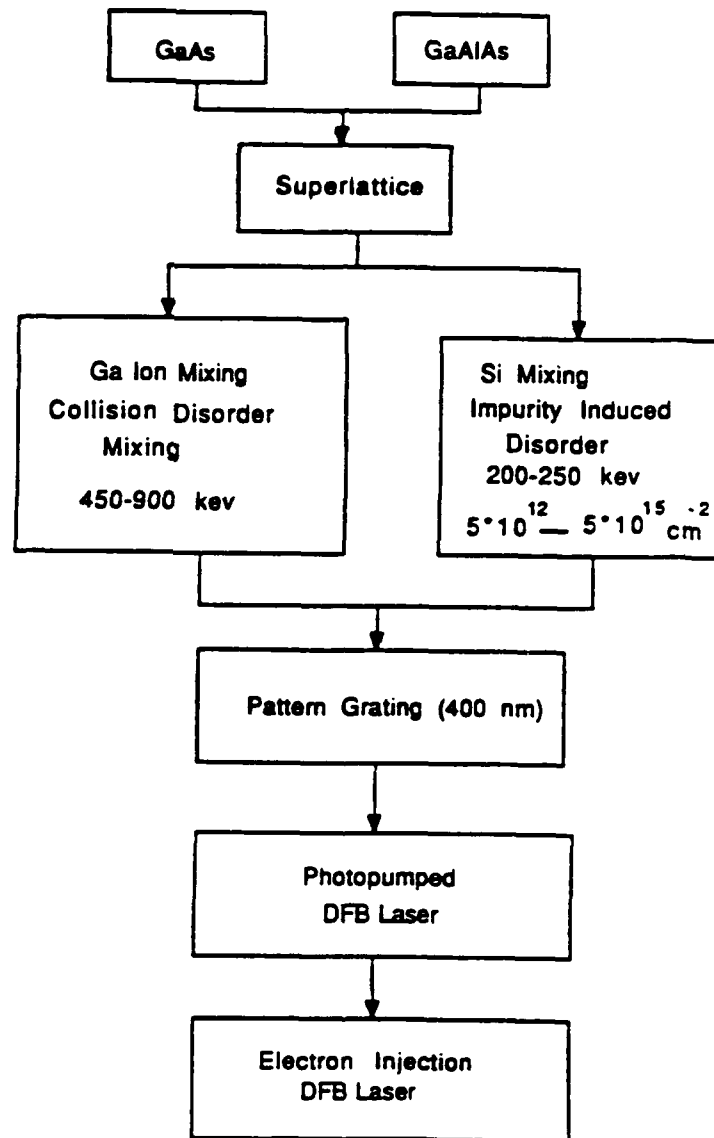 GaAs
GaAlAs
Superlattice
Ga Ion Mixing
Collision Disorder
Mixing
450-900 kev
Si Mixing
Impurity Induced
Disorder
200-250 kev
5*10^12 — 5*10^15 cm^-2
Pattern Grating (400 nm)
Photopumped
DFB Laser
Electron Injection
DFB Laser